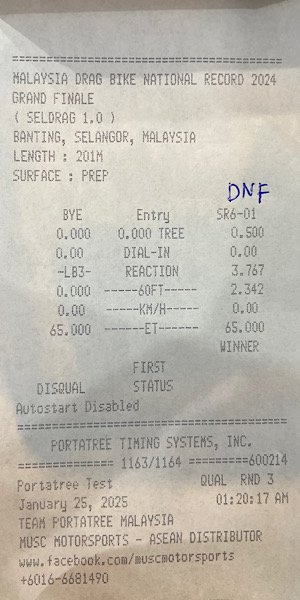 ===========================================
MALAYSIA DRAG BIKE NATIONAL RECORD 2024
GRAND FINALE
( SELDRAG 1.0 )
BANTING, SELANGOR, MALAYSIA
LENGTH : 201M
SURFACE : PREP
DNF
BYE Entry SR6-01
0.000 0.000 TREE 0.500
0.00 DIAL-IN 0.00
-LB3- REACTION 3.767
0.000 ------60FT------ 2.342
0.00 ------KM/H------ 0.00
65.000 -------ET------- 65.000
WINNER
FIRST
DISQUAL STATUS
Autostart Disabled
===========================================
PORTATREE TIMING SYSTEMS, INC.
============== 1163/1164 =========600214
Portatree Test QUAL RND 3
January 25, 2025 01:20:17 AM
TEAM PORTATREE MALAYSIA
MUSC MOTORSPORTS - ASEAN DISTRIBUTOR
www.facebook.com/muscmotorsports
+6016-6681490